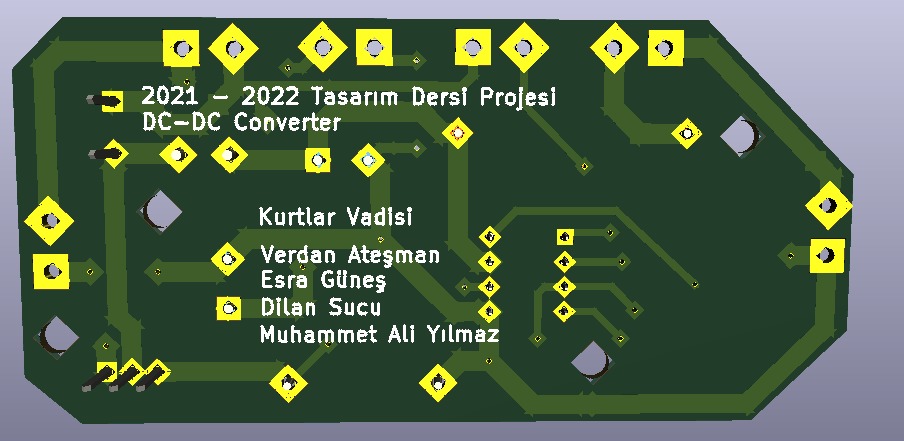 2021 - 2022 Tasarım Dersi Projesi
DC-DC Converter
Kurtlar Vadisi
Verdan Ateşman
Esra Güneş
Dilan Sucu
Muhammet Ali Yılmaz